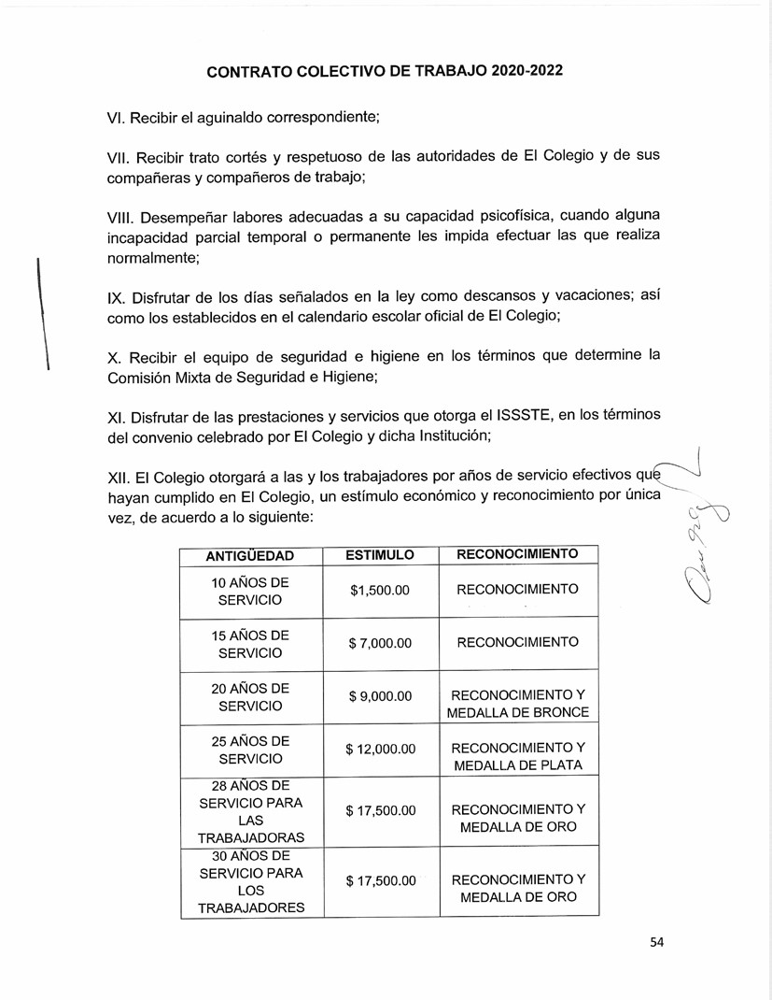 CONTRATO COLECTIVO DE TRABAJO 2020-2022
VI. Recibir el aguinaldo correspondiente;
VII. Recibir trato cortés y respetuoso de las autoridades de El Colegio y de sus
compañeras y compañeros de trabajo;
VIII. Desempeñar labores adecuadas a su capacidad psicofísica, cuando alguna
incapacidad parcial temporal o permanente les impida efectuar las que realiza
normalmente;
IX. Disfrutar de los días señalados en la ley como descansos y vacaciones; así
como los establecidos en el calendario escolar oficial de El Colegio;
X. Recibir el equipo de seguridad e higiene en los términos que determine la
Comisión Mixta de Seguridad e Higiene;
XI. Disfrutar de las prestaciones y servicios que otorga el ISSSTE, en los términos
del convenio celebrado por El Colegio y dicha Institución;
XII. El Colegio otorgará a las y los trabajadores por años de servicio efectivos que
hayan cumplido en El Colegio, un estímulo económico y reconocimiento por única
vez, de acuerdo a lo siguiente:
ANTIGÜEDAD ESTIMULO RECONOCIMIENTO
10 AÑOS DE
SERVICIO
$1,500.00
RECONOCIMIENTO
15 AÑOS DE
SERVICIO
$ 7,000.00
RECONOCIMIENTO
20 AÑOS DE
SERVICIO
$ 9,000.00
RECONOCIMIENTO Y
MEDALLA DE BRONCE
25 AÑOS DE
SERVICIO
$ 12,000.00
RECONOCIMIENTO Y
MEDALLA DE PLATA
28 AÑOS DE
SERVICIO PARA
LAS
TRABAJADORAS
$ 17,500.00
RECONOCIMIENTO Y
MEDALLA DE ORO
30 AÑOS DE
SERVICIO PARA
LOS
TRABAJADORES
$ 17,500.00
RECONOCIMIENTO Y
MEDALLA DE ORO
54